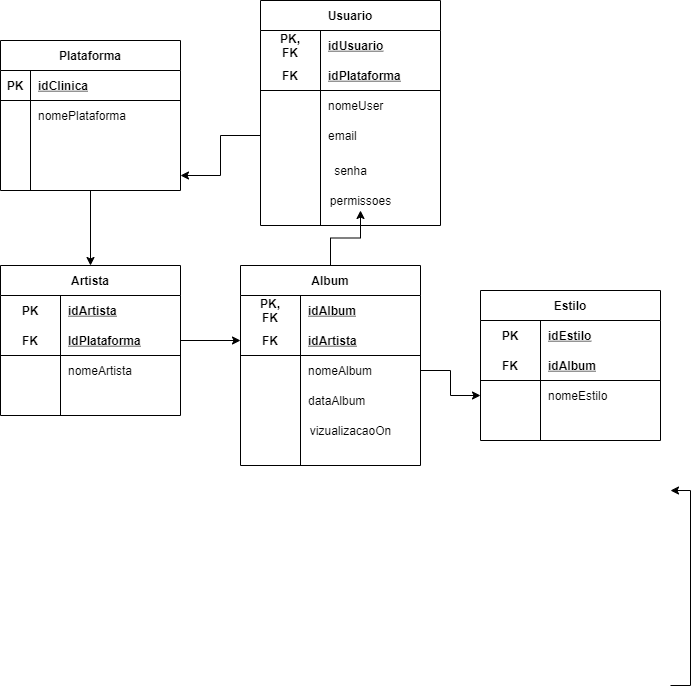 Usuario
PK, FK idUsuario
FK idPlataforma
nomeUser
email
senha
permissoes
Plataforma
PK idClinica
nomePlataforma
Artista
PK idArtista
FK IdPlataforma
nomeArtista
Album
PK, FK idAlbum
FK idArtista
nomeAlbum
dataAlbum
vizualizacaoOn
Estilo
PK idEstilo
FK idAlbum
nomeEstilo